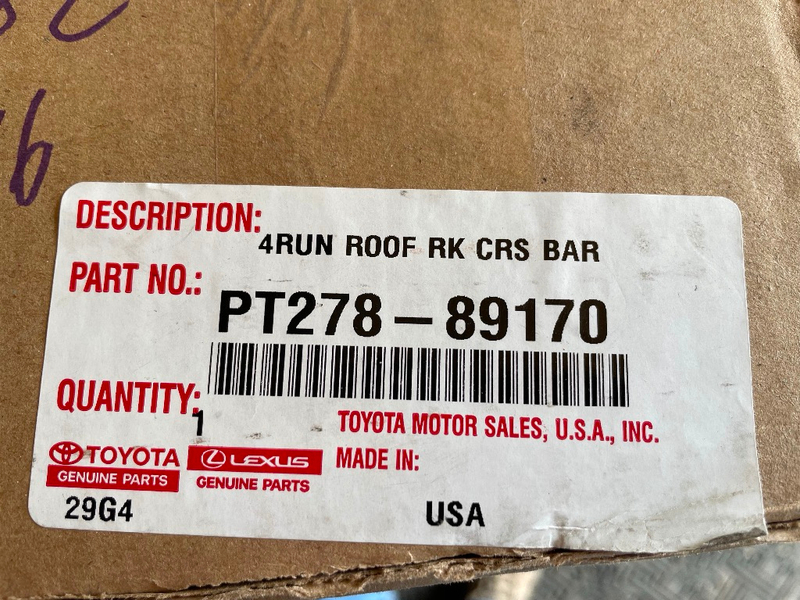 DESCRIPTION:
4RUN ROOF RK CRS BAR
PART NO.:
PT278-89170
QUANTITY:
1
TOYOTA MOTOR SALES, U.S.A., INC.
TOYOTA
GENUINE PARTS
LEXUS
GENUINE PARTS
MADE IN:
29G4
USA